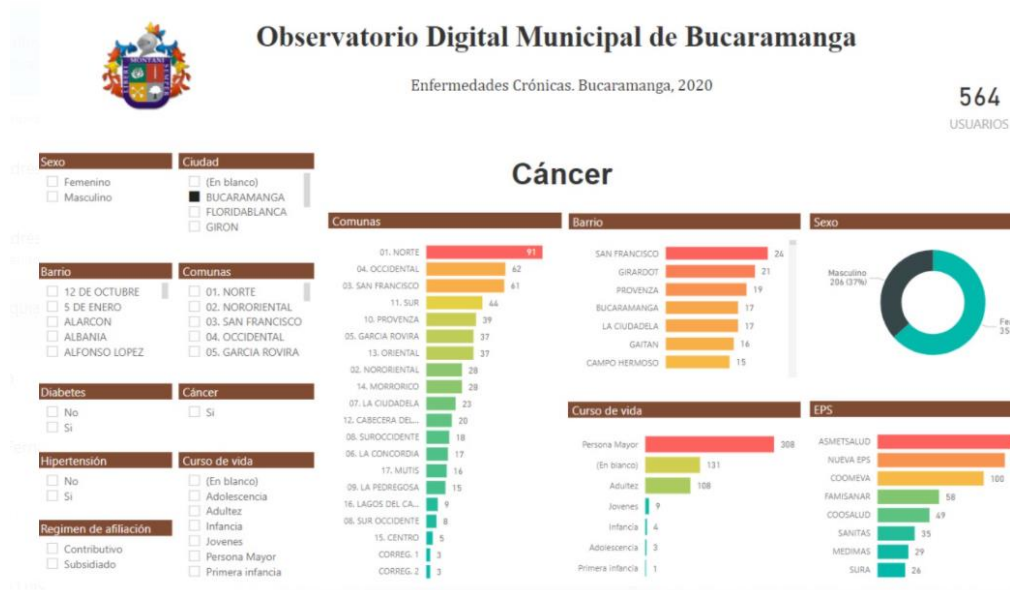 Observatorio Digital Municipal de Bucaramanga
Enfermedades Crónicas. Bucaramanga, 2020
564
USUARIOS
Cáncer
Sexo
Femenino
Masculino
Ciudad
(En blanco)
BUCARAMANGA
FLORIDABLANCA
GIRON
Barrio
12 DE OCTUBRE
5 DE ENERO
ALARCON
ALBANIA
ALFONSO LOPEZ
Comunas
01. NORTE
02. NORORIENTAL
03. SAN FRANCISCO
04. OCCIDENTAL
05. GARCIA ROVIRA
Diabetes
No
Si
Cáncer
Si
Hipertensión
No
Si
Curso de vida
(En blanco)
Adolescencia
Adultez
Infancia
Jovenes
Persona Mayor
Primera infancia
Regimen de afiliación
Contributivo
Subsidiado
Comunas
01. NORTE 91
04. OCCIDENTAL 62
03. SAN FRANCISCO 61
11. SUR 44
10. PROVENZA 39
05. GARCIA ROVIRA 37
13. ORIENTAL 37
02. NORORIENTAL 28
14. MORRORICO 28
07. LA CIUDADELA 23
12. CABECERA DEL... 20
08. SUROCCIDENTE 18
06. LA CONCORDIA 17
17. MUTIS 16
09. LA PEDREGOSA 15
16. LAGOS DEL CA... 9
08. SUR OCCIDENTE 8
15. CENTRO 5
CORREG. 1 3
CORREG. 2 3
Barrio
SAN FRANCISCO 24
GIRARDOT 21
PROVENZA 19
BUCARAMANGA 17
LA CIUDADELA 17
GAITAN 16
CAMPO HERMOSO 15
Sexo
Masculino
206 (37%)
Fe
35
Curso de vida
Persona Mayor 308
(En blanco) 131
Adultez 108
Jovenes 9
Infancia 4
Adolescencia 3
Primera infancia 1
EPS
ASMETSALUD
NUEVA EPS
COOMEVA 100
FAMISANAR 58
COOSALUD 49
SANITAS 35
MEDIMAS 29
SURA 26